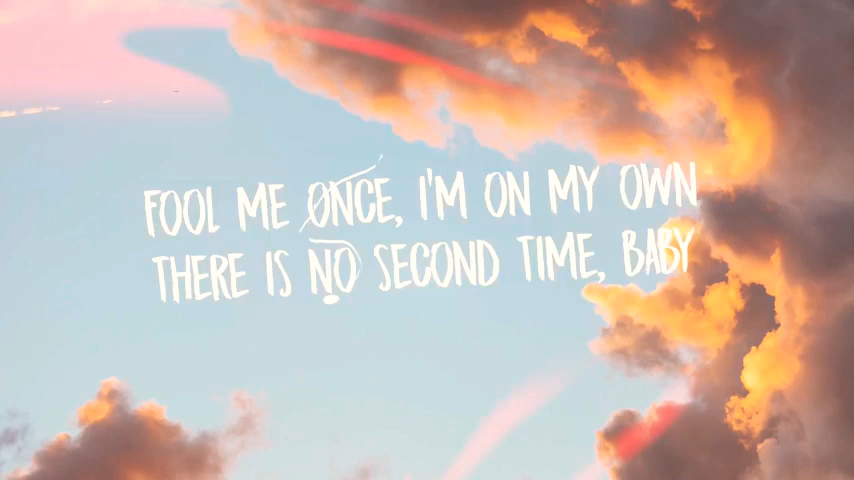 FOOL ME ONCE, I'M ON MY OWN
THERE IS NO SECOND TIME, BABY